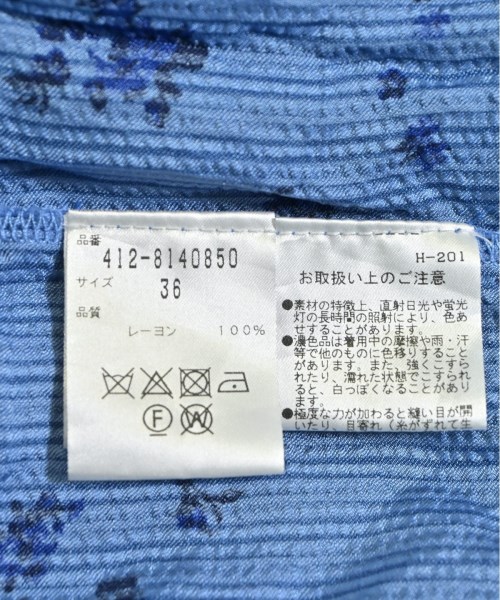 品番
412-8140850
サイズ
36
品質
レーヨン 100%
F W
H-201
お取扱い上のご注意
●素材の特徴上、直射日光や蛍光
灯の長時間の照射により、色あ
せすることがあります。
●濃色品は着用中の摩擦や雨・汗
等で他のものに色移りすること
があります。また、強くこすら
れたり、濡れた状態でこすられ
ると、白っぽくなることがあり
ます。
●極度な力が加わると縫い目が開
いたり、目寄れ(糸がずれて生